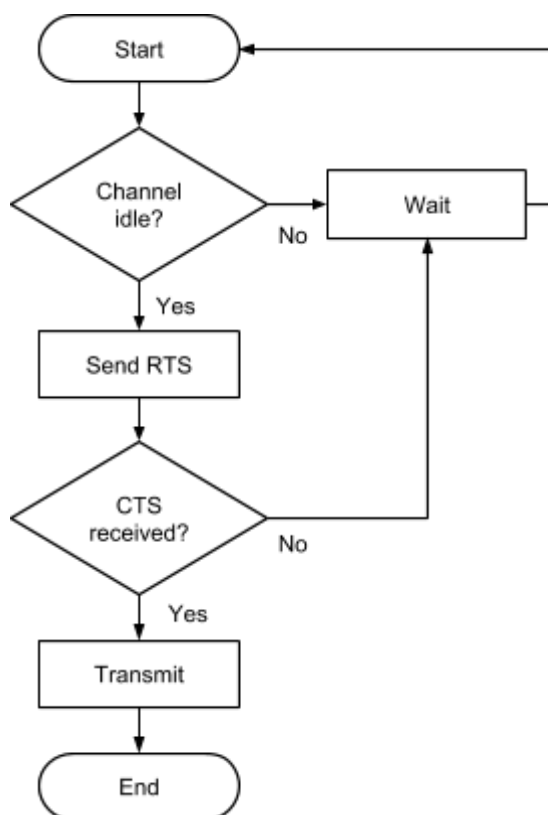 Start
Channel
idle?
No
Wait
Yes
Send RTS
CTS
received?
No
Yes
Transmit
End